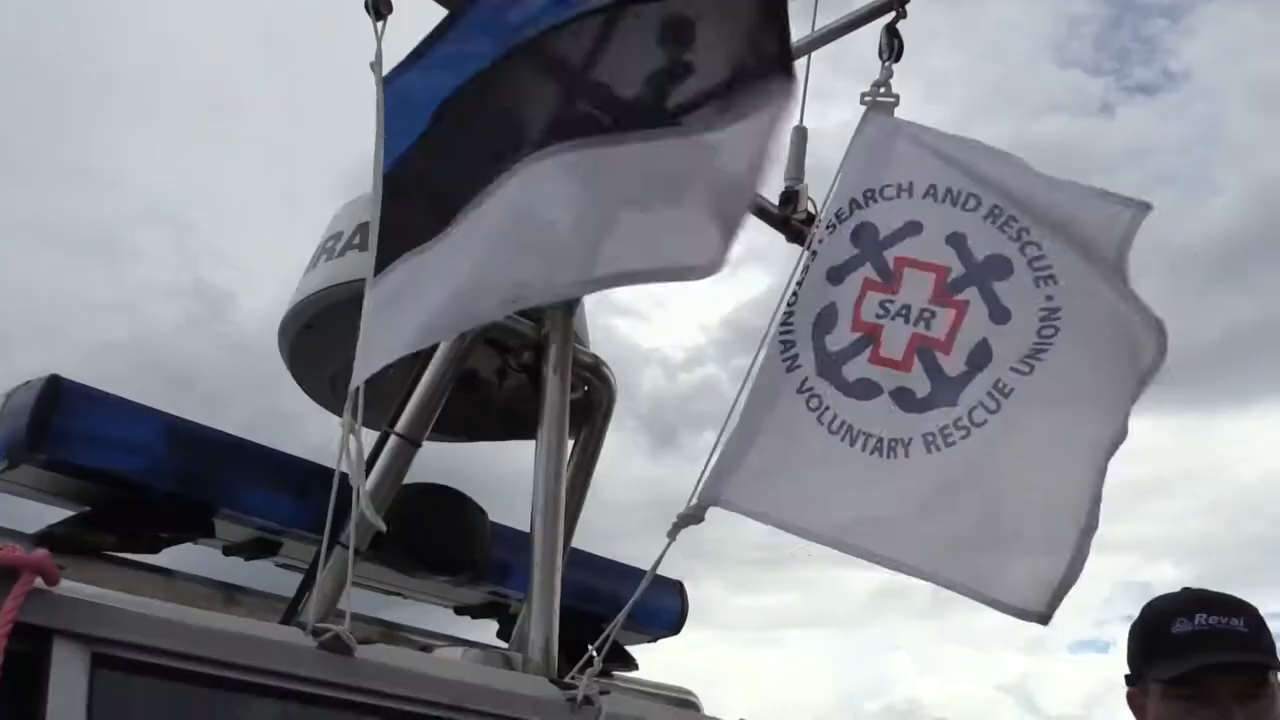 RA
• SEARCH AND RESCUE •
ESTONIAN VOLUNTARY RESCUE UNION
SAR
Reval